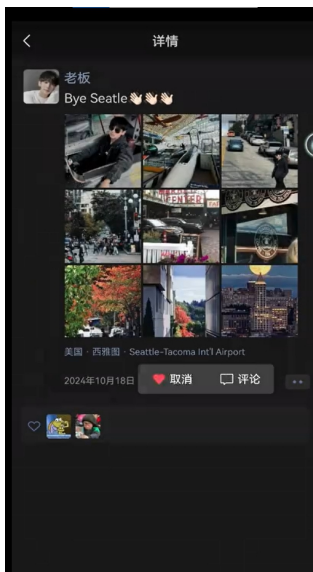 详情
老板
Bye Seatle👋🏻👋🏻👋🏻
CENTER
美国 · 西雅图 · Seattle-Tacoma Int'l Airport
2024年10月18日
取消
评论